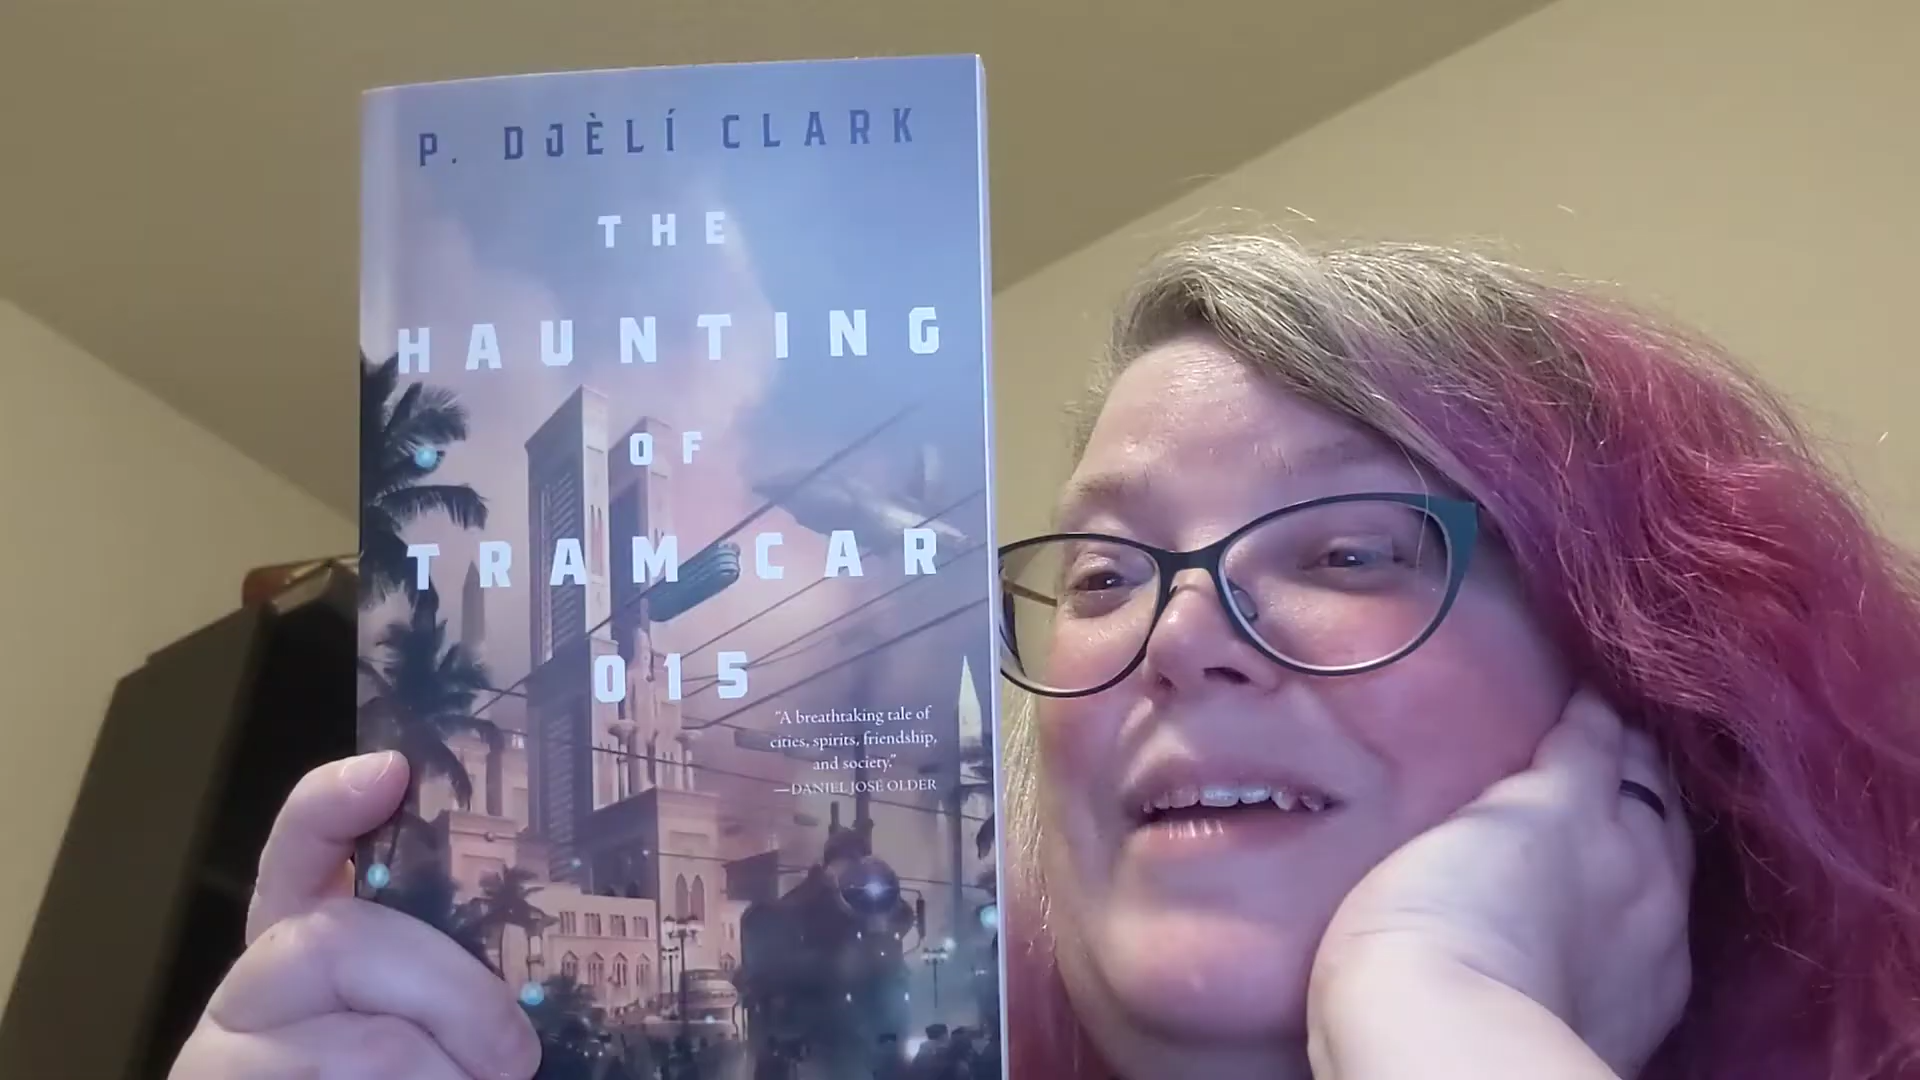 P. DJÈLÍ CLARK
THE
HAUNTING
OF
TRAM CAR
015
"A breathtaking tale of
cities, spirits, friendship,
and society."
—DANIEL JOSÉ OLDER